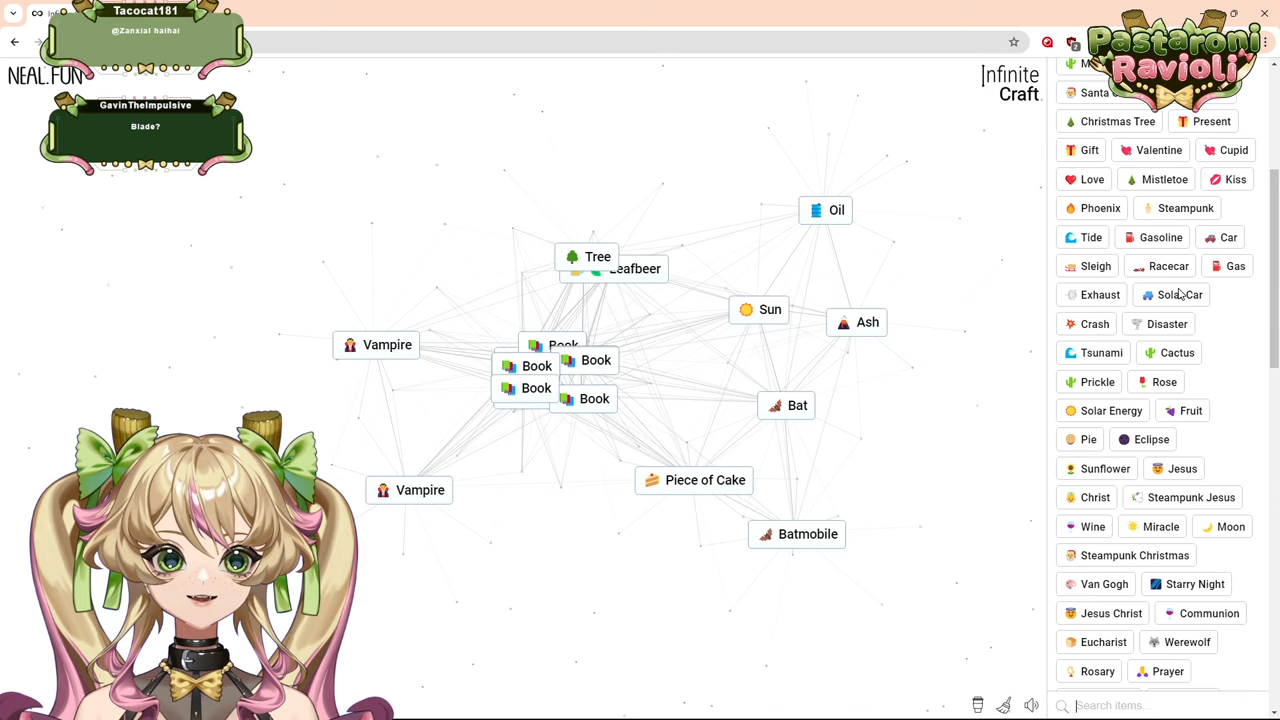 Tacocat181
@Zanxial haihai
NEAL.FUN
GavinTheImpulsive
Blade?
Infinite
Craft
Pastaroni
Ravioli
Oil
Tree
Leafbeer
Sun
Ash
Vampire
Book
Book
Book
Book
Book
Bat
Piece of Cake
Vampire
Batmobile
Santa
Christmas Tree
Present
Gift
Valentine
Cupid
Love
Mistletoe
Kiss
Phoenix
Steampunk
Tide
Gasoline
Car
Sleigh
Racecar
Gas
Exhaust
Solar Car
Crash
Disaster
Tsunami
Cactus
Prickle
Rose
Solar Energy
Fruit
Pie
Eclipse
Sunflower
Jesus
Christ
Steampunk Jesus
Wine
Miracle
Moon
Steampunk Christmas
Van Gogh
Starry Night
Jesus Christ
Communion
Eucharist
Werewolf
Rosary
Prayer
Search items...